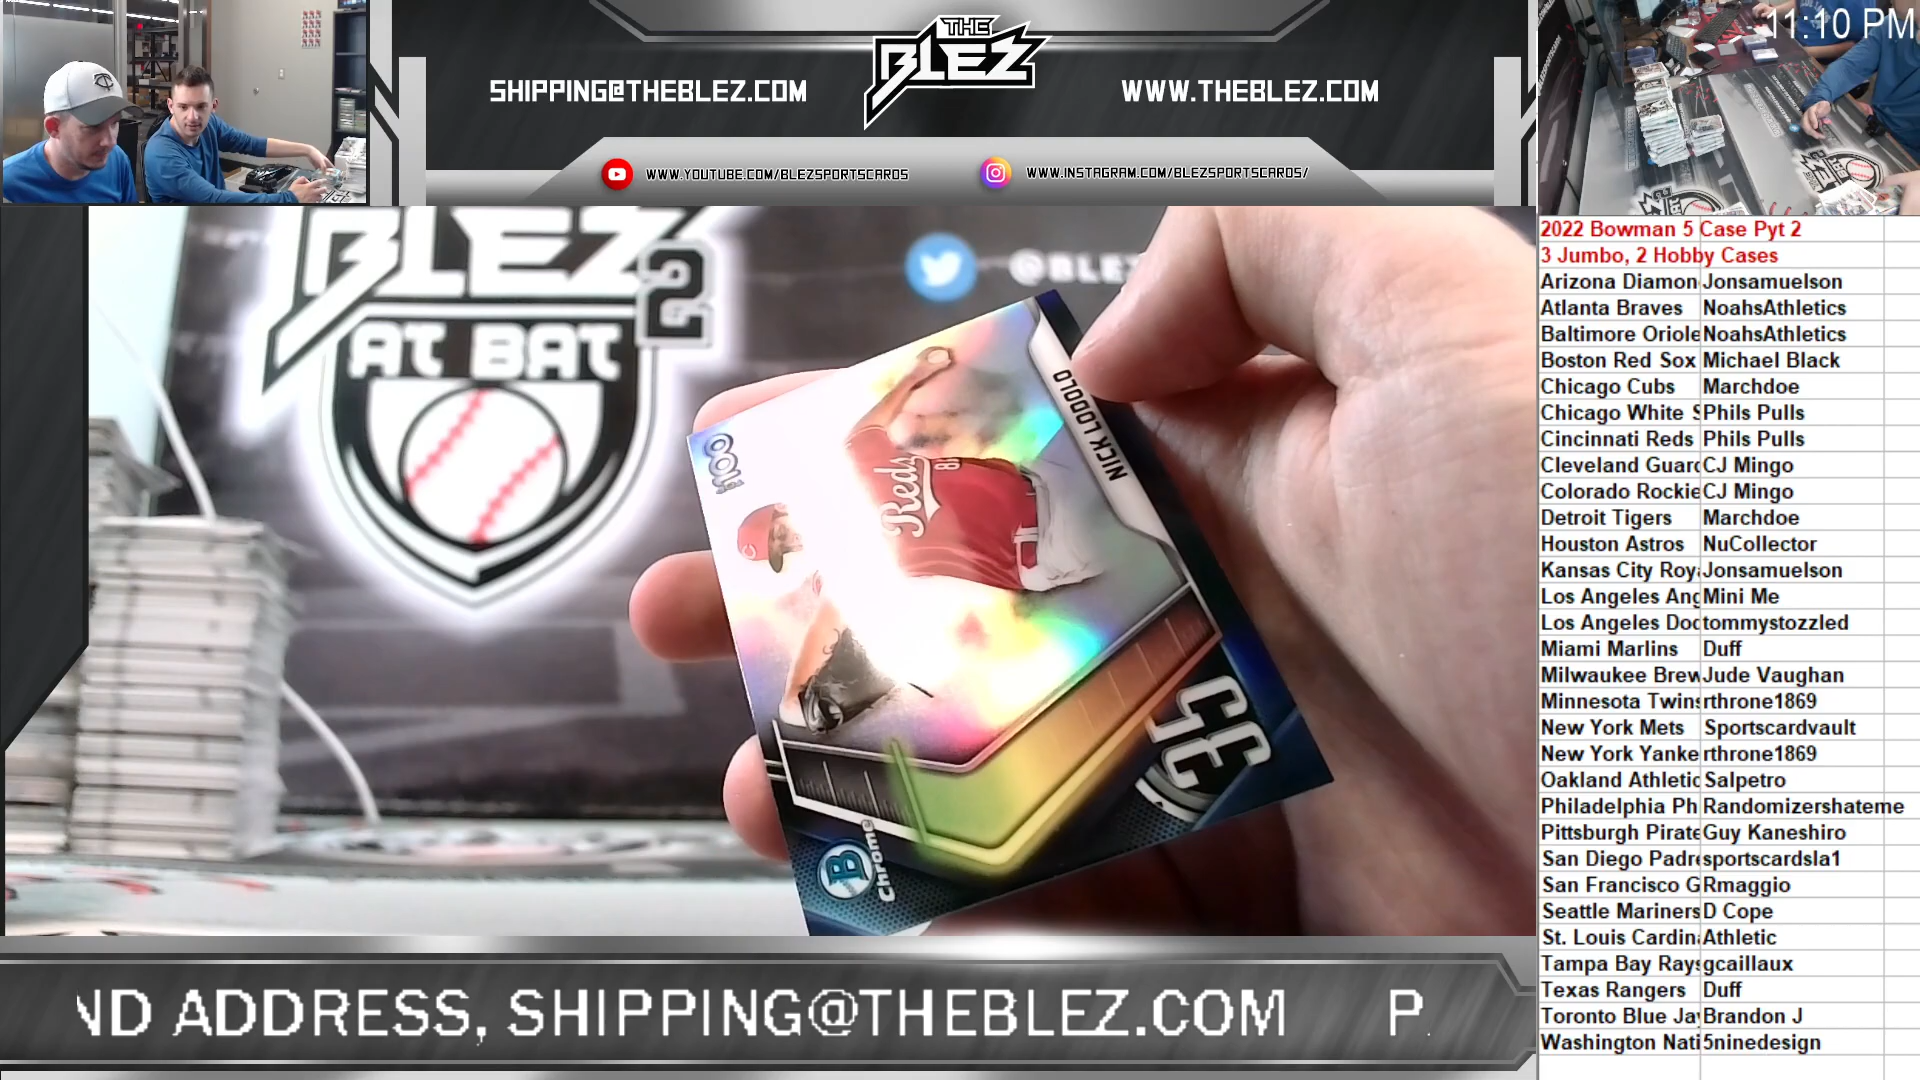 THE
BLEZ
SHIPPING@THEBLEZ.COM
WWW.THEBLEZ.COM
WWW.YOUTUBE.COM/BLEZSPORTSCARDS
WWW.INSTAGRAM.COM/BLEZSPORTSCARDS/
11:10 PM
BLEZ
2
AT BAT
@BLEZ
NICK LODOLO
Reds
100
35
B
Chrome
2022 Bowman 5 Case Pyt 2
3 Jumbo, 2 Hobby Cases
Arizona Diamon Jonsamuelson
Atlanta Braves NoahsAthletics
Baltimore Oriole NoahsAthletics
Boston Red Sox Michael Black
Chicago Cubs Marchdoe
Chicago White S Phils Pulls
Cincinnati Reds Phils Pulls
Cleveland Guard CJ Mingo
Colorado Rockie CJ Mingo
Detroit Tigers Marchdoe
Houston Astros NuCollector
Kansas City Roy Jonsamuelson
Los Angeles Ang Mini Me
Los Angeles Dod tommystozzled
Miami Marlins Duff
Milwaukee Brew Jude Vaughan
Minnesota Twins rthrone1869
New York Mets Sportscardvault
New York Yanke rthrone1869
Oakland Athletic Salpetro
Philadelphia Ph Randomizershateme
Pittsburgh Pirate Guy Kaneshiro
San Diego Padre sportscardsla1
San Francisco G Rmaggio
Seattle Mariners D Cope
St. Louis Cardin Athletic
Tampa Bay Rays gcaillaux
Texas Rangers Duff
Toronto Blue Jay Brandon J
Washington Nati 5ninedesign
ND ADDRESS, SHIPPING@THEBLEZ.COM P